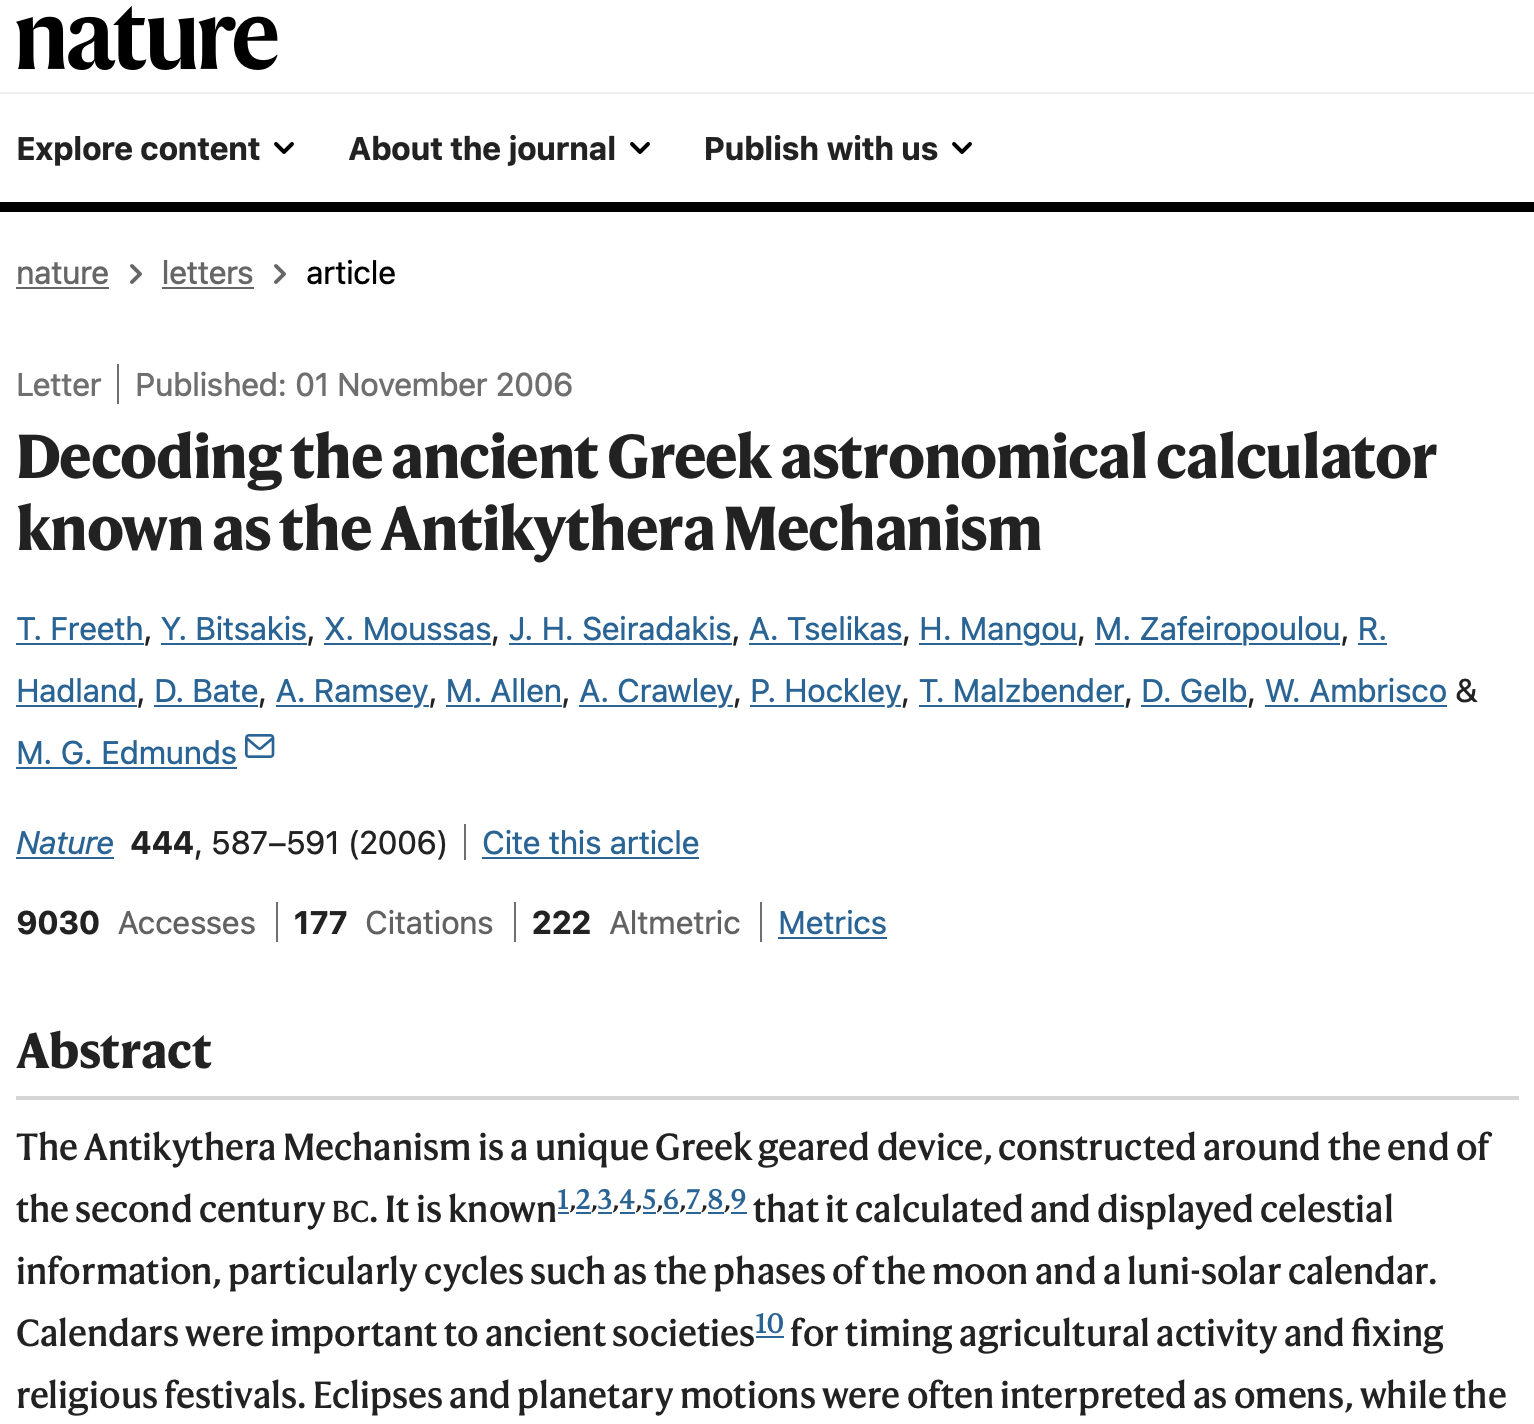 nature
Explore content About the journal Publish with us
nature > letters > article
Letter | Published: 01 November 2006
Decoding the ancient Greek astronomical calculator
known as the Antikythera Mechanism
T. Freeth, Y. Bitsakis, X. Moussas, J. H. Seiradakis, A. Tselikas, H. Mangou, M. Zafeiropoulou, R.
Hadland, D. Bate, A. Ramsey, M. Allen, A. Crawley, P. Hockley, T. Malzbender, D. Gelb, W. Ambrisco &
M. G. Edmunds
Nature 444, 587–591 (2006) | Cite this article
9030 Accesses | 177 Citations | 222 Altmetric | Metrics
Abstract
The Antikythera Mechanism is a unique Greek geared device, constructed around the end of
the second century BC. It is known1,2,3,4,5,6,7,8,9 that it calculated and displayed celestial
information, particularly cycles such as the phases of the moon and a luni-solar calendar.
Calendars were important to ancient societies10 for timing agricultural activity and fixing
religious festivals. Eclipses and planetary motions were often interpreted as omens, while the